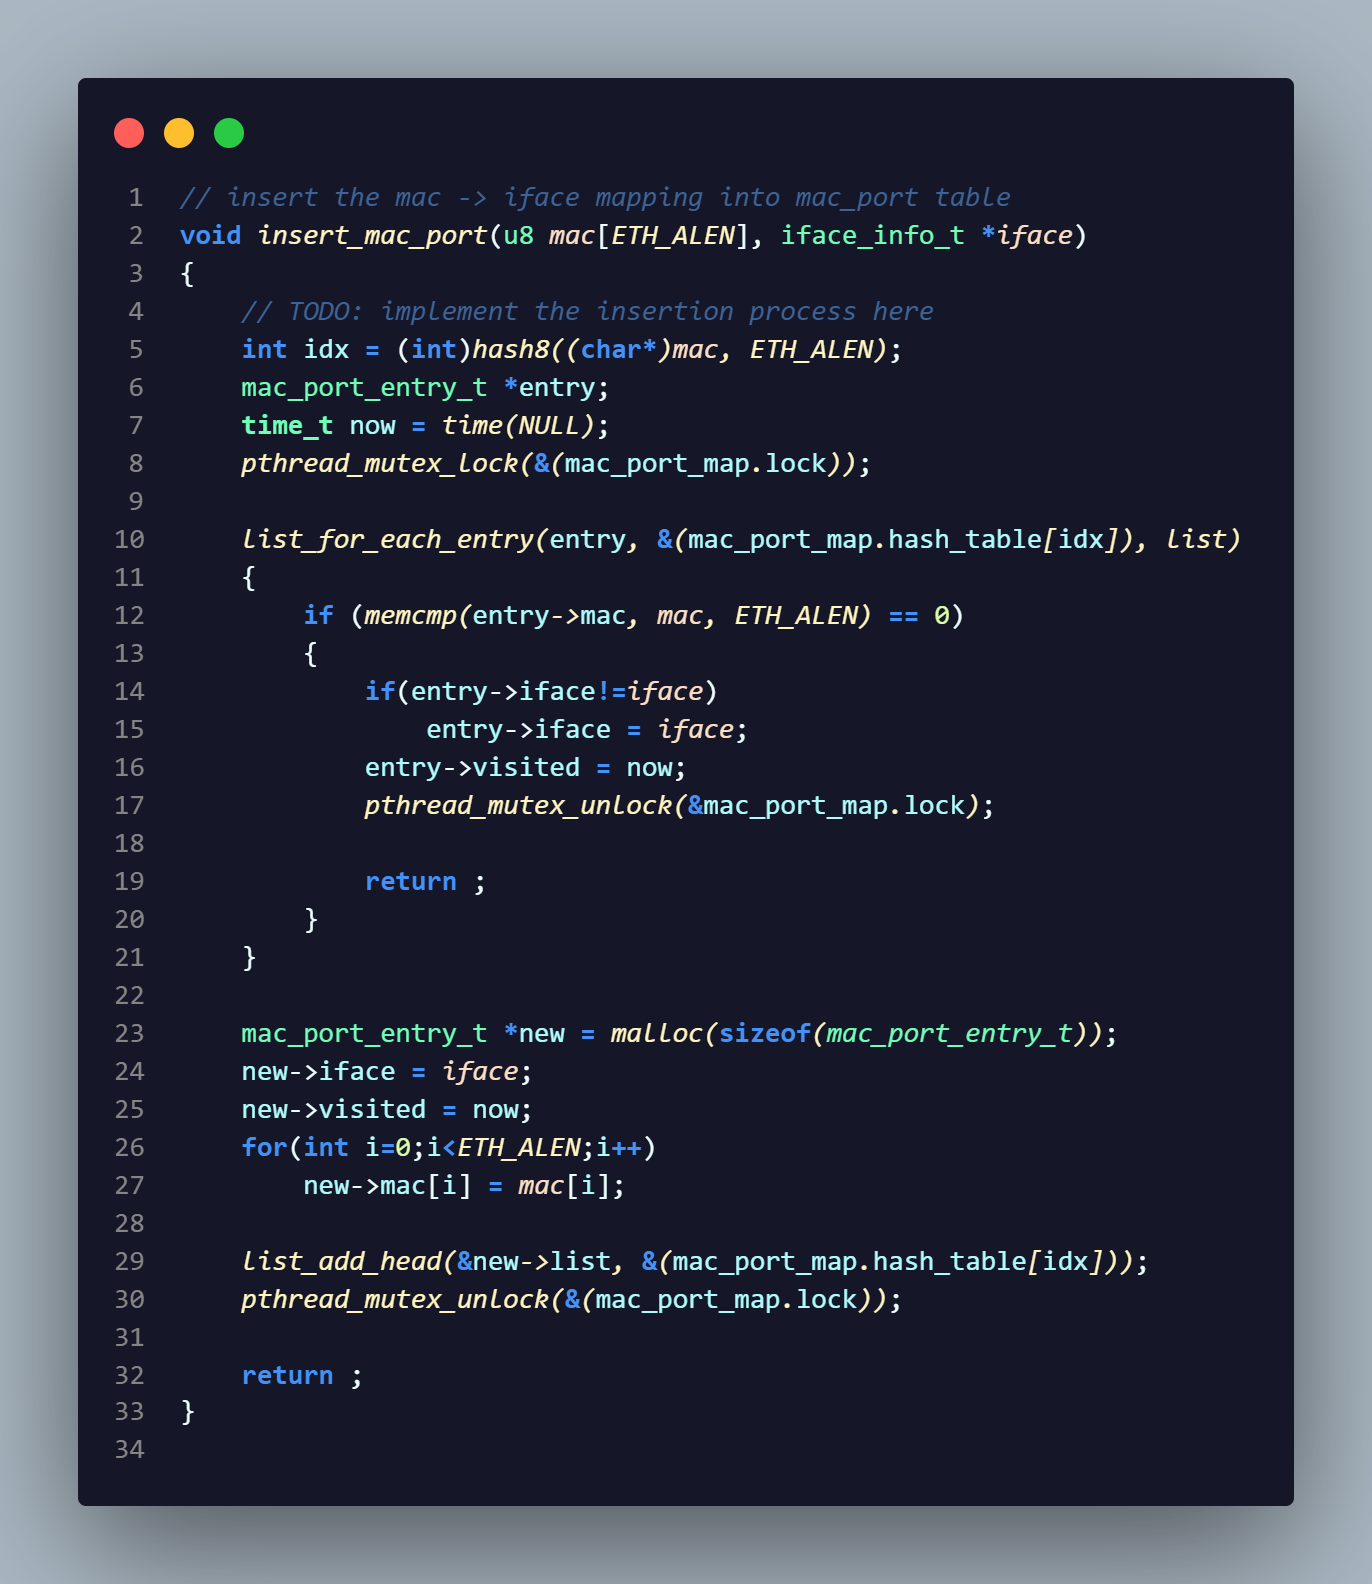 1 // insert the mac -> iface mapping into mac_port table
2 void insert_mac_port(u8 mac[ETH_ALEN], iface_info_t *iface)
3 {
4     // TODO: implement the insertion process here
5     int idx = (int)hash8((char*)mac, ETH_ALEN);
6     mac_port_entry_t *entry;
7     time_t now = time(NULL);
8     pthread_mutex_lock(&(mac_port_map.lock));
9
10     list_for_each_entry(entry, &(mac_port_map.hash_table[idx]), list)
11     {
12         if (memcmp(entry->mac, mac, ETH_ALEN) == 0)
13         {
14             if(entry->iface!=iface)
15                 entry->iface = iface;
16             entry->visited = now;
17             pthread_mutex_unlock(&mac_port_map.lock);
18
19             return ;
20         }
21     }
22
23     mac_port_entry_t *new = malloc(sizeof(mac_port_entry_t));
24     new->iface = iface;
25     new->visited = now;
26     for(int i=0;i<ETH_ALEN;i++)
27         new->mac[i] = mac[i];
28
29     list_add_head(&new->list, &(mac_port_map.hash_table[idx]));
30     pthread_mutex_unlock(&(mac_port_map.lock));
31
32     return ;
33 }
34